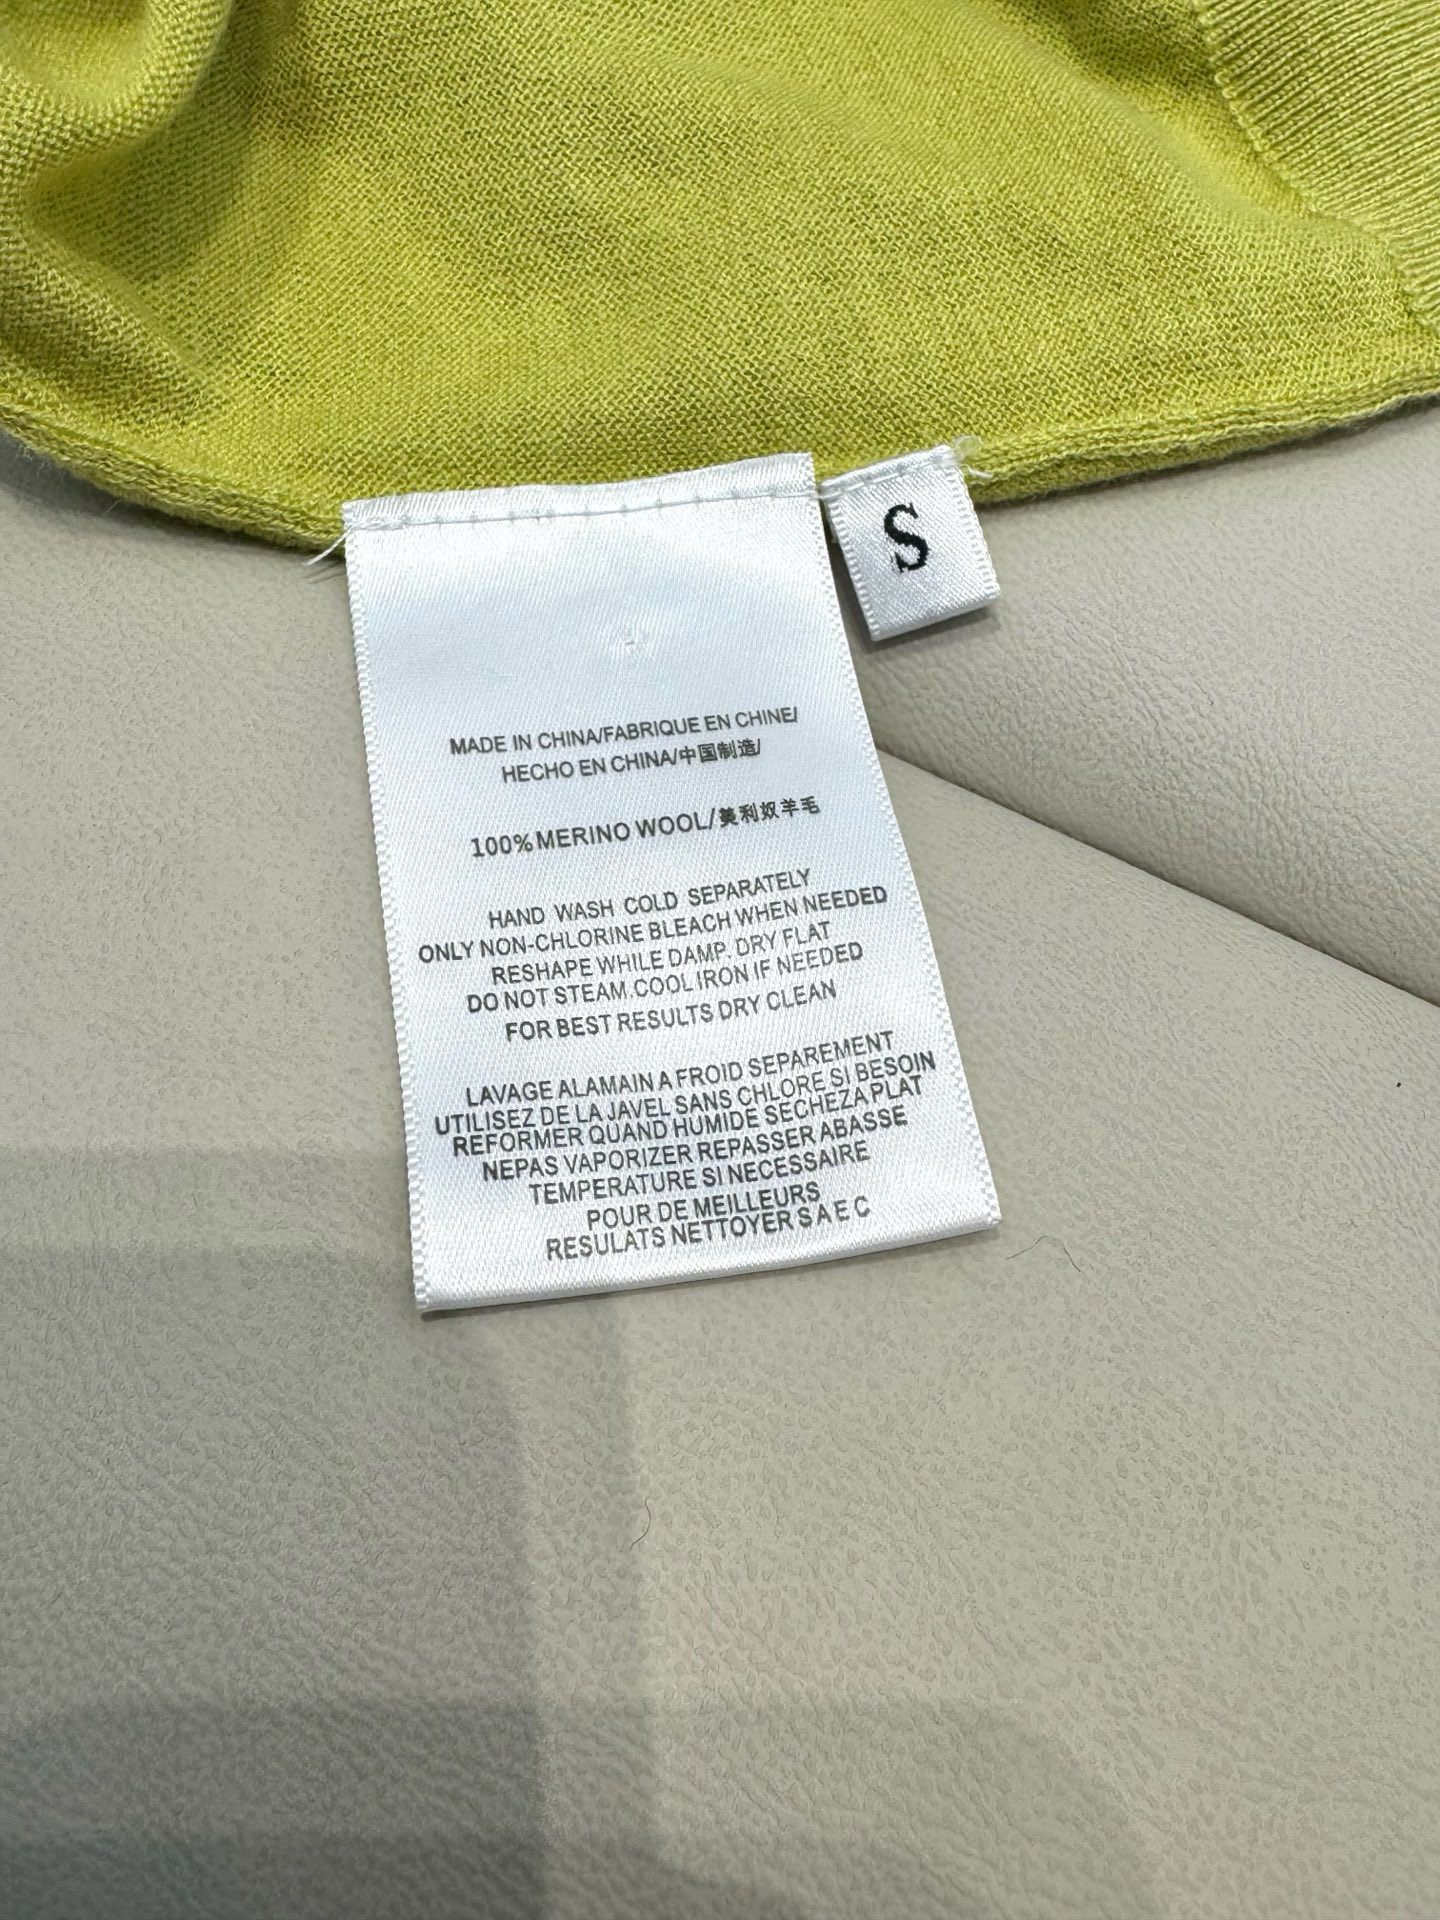 S
MADE IN CHINA/FABRIQUE EN CHINE/
HECHO EN CHINA/中国制造/
100%MERINO WOOL/美利奴羊毛
HAND WASH COLD SEPARATELY
ONLY NON-CHLORINE BLEACH WHEN NEEDED
RESHAPE WHILE DAMP. DRY FLAT
DO NOT STEAM.COOL IRON IF NEEDED
FOR BEST RESULTS DRY CLEAN
LAVAGE ALAMAIN A FROID SEPAREMENT
UTILISEZ DE LA JAVEL SANS CHLORE SI BESOIN
REFORMER QUAND HUMIDE SECHEZA PLAT
NEPAS VAPORIZER REPASSER ABASSE
TEMPERATURE SI NECESSAIRE
POUR DE MEILLEURS
RESULATS NETTOYER S A E C